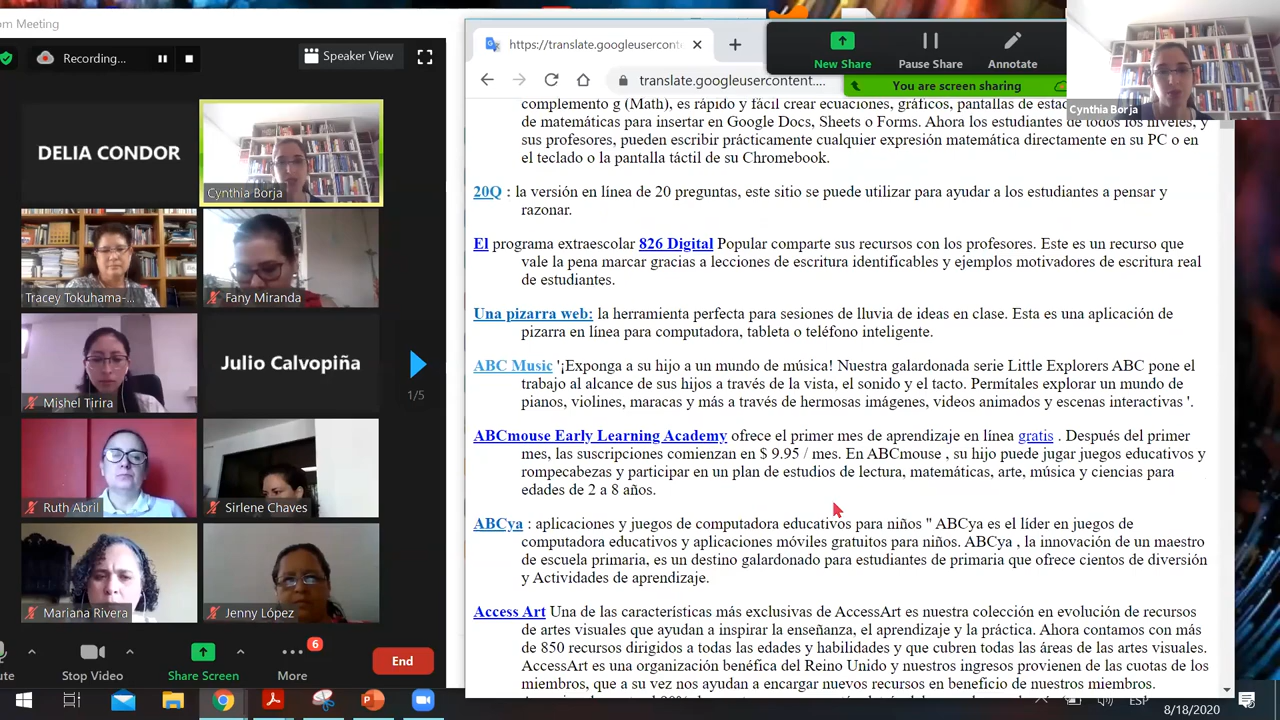 om Meeting
Recording...
Speaker View
DELIA CONDOR
Cynthia Borja
Tracey Tokuhama-...
Fany Miranda
Mishel Tirira
Julio Calvopiña
1/5
Ruth Abril
Sirlene Chaves
Mariana Rivera
Jenny López
ute
Stop Video
Share Screen
6
More
End
https://translate.googleusercont
translate.googleusercontent....
New Share
Pause Share
Annotate
You are screen sharing
Cynthia Borja
complemento g (Math), es rápido y fácil crear ecuaciones, gráficos, pantallas de
de matemáticas para insertar en Google Docs, Sheets o Forms. Ahora los estudiantes de todos los niveles, y
sus profesores, pueden escribir prácticamente cualquier expresión matemática directamente en su PC o en
el teclado o la pantalla táctil de su Chromebook.
20Q : la versión en línea de 20 preguntas, este sitio se puede utilizar para ayudar a los estudiantes a pensar y
razonar.
El programa extraescolar 826 Digital Popular comparte sus recursos con los profesores. Este es un recurso que
vale la pena marcar gracias a lecciones de escritura identificables y ejemplos motivadores de escritura real
de estudiantes.
Una pizarra web: la herramienta perfecta para sesiones de lluvia de ideas en clase. Esta es una aplicación de
pizarra en línea para computadora, tableta o teléfono inteligente.
ABC Music '¡Exponga a su hijo a un mundo de música! Nuestra galardonada serie Little Explorers ABC pone el
trabajo al alcance de sus hijos a través de la vista, el sonido y el tacto. Permítales explorar un mundo de
pianos, violines, maracas y más a través de hermosas imágenes, videos animados y escenas interactivas '.
ABCmouse Early Learning Academy ofrece el primer mes de aprendizaje en línea gratis . Después del primer
mes, las suscripciones comienzan en $ 9.95 / mes. En ABCmouse , su hijo puede jugar juegos educativos y
rompecabezas y participar en un plan de estudios de lectura, matemáticas, arte, música y ciencias para
edades de 2 a 8 años.
ABCya : aplicaciones y juegos de computadora educativos para niños " ABCya es el líder en juegos de
computadora educativos y aplicaciones móviles gratuitos para niños. ABCya , la innovación de un maestro
de escuela primaria, es un destino galardonado para estudiantes de primaria que ofrece cientos de diversión
y Actividades de aprendizaje.
Access Art Una de las características más exclusivas de AccessArt es nuestra colección en evolución de recursos
de artes visuales que ayudan a inspirar la enseñanza, el aprendizaje y la práctica. Ahora contamos con más
de 850 recursos dirigidos a todas las edades y habilidades y que cubren todas las áreas de las artes visuales.
AccessArt es una organización benéfica del Reino Unido y nuestros ingresos provienen de las cuotas de los
miembros, que a su vez nos ayudan a encargar nuevos recursos en beneficio de nuestros miembros.
ESP
8/18/2020